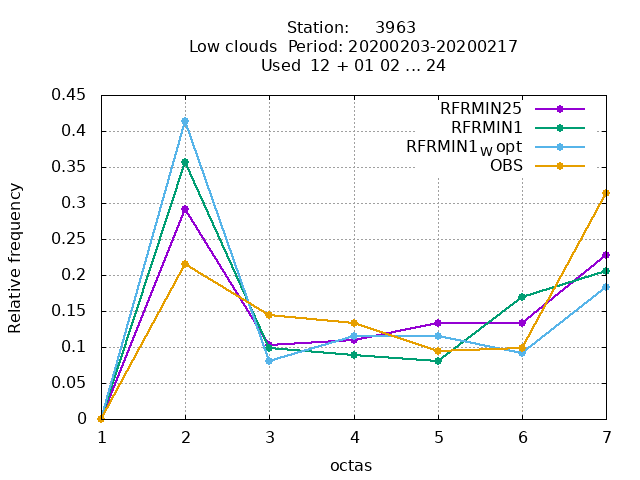 Station: 3963
Low clouds Period: 20200203-20200217
Used 12 + 01 02 ... 24
RFRMIN25
RFRMIN1
RFRMIN1W opt
OBS
Relative frequency
0.45
0.4
0.35
0.3
0.25
0.2
0.15
0.1
0.05
0
1 2 3 4 5 6 7
octas